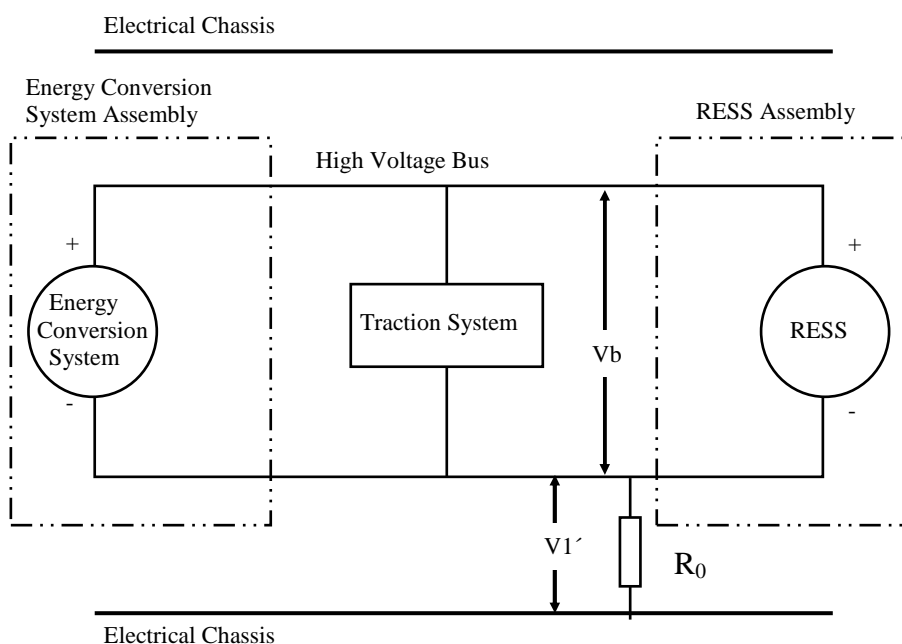 Electrical Chassis
Energy Conversion
System Assembly
RESS Assembly
High Voltage Bus
+
+
Energy
Conversion
System
Traction System
RESS
Vb
-
-
V1´
R₀
Electrical Chassis